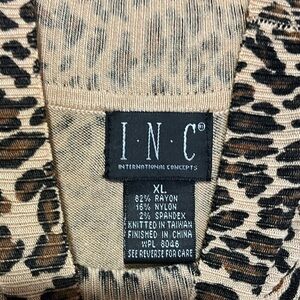 I·N·C®
INTERNATIONAL CONCEPTS
XL
82% RAYON
16% NYLON
2% SPANDEX
KNITTED IN TAIWAN
FINISHED IN CHINA
WPL 8046
SEE REVERSE FOR CARE